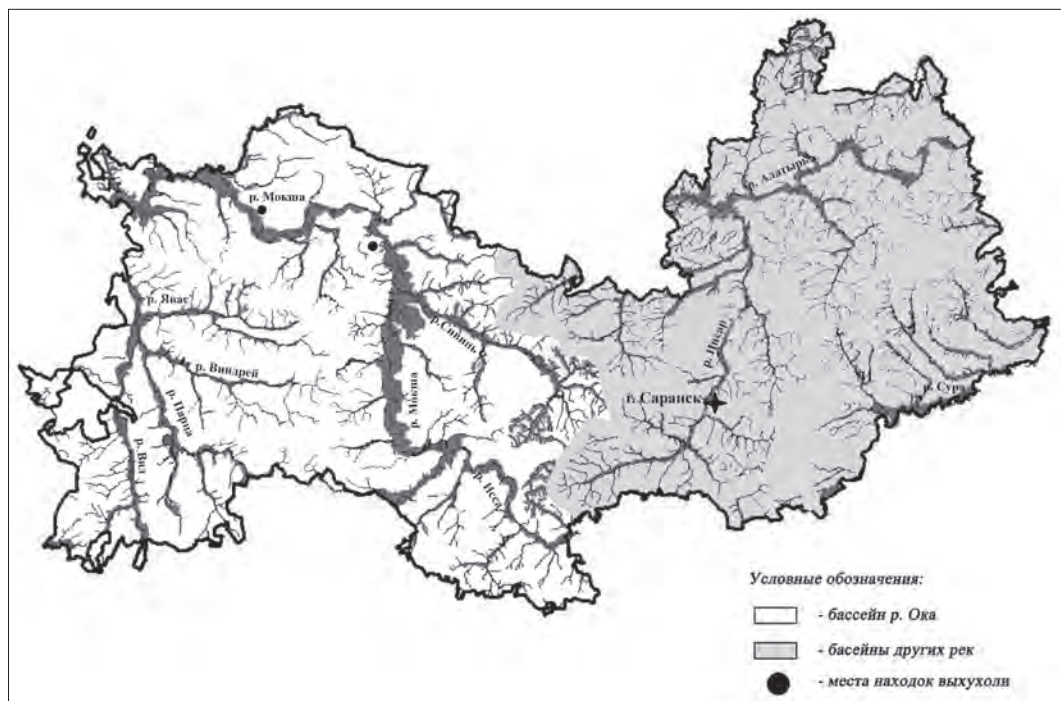 р. Алатырь
р. Мокша
р. Явас
р. Сивинь
р. Инсар
р. Виндрей
р. Мокша
г. Саранск
р. Сура
р. Парца
р. Вад
р. Исса
Условные обозначения:
- бассейн р. Ока
- басейны других рек
- места находок выхухоли